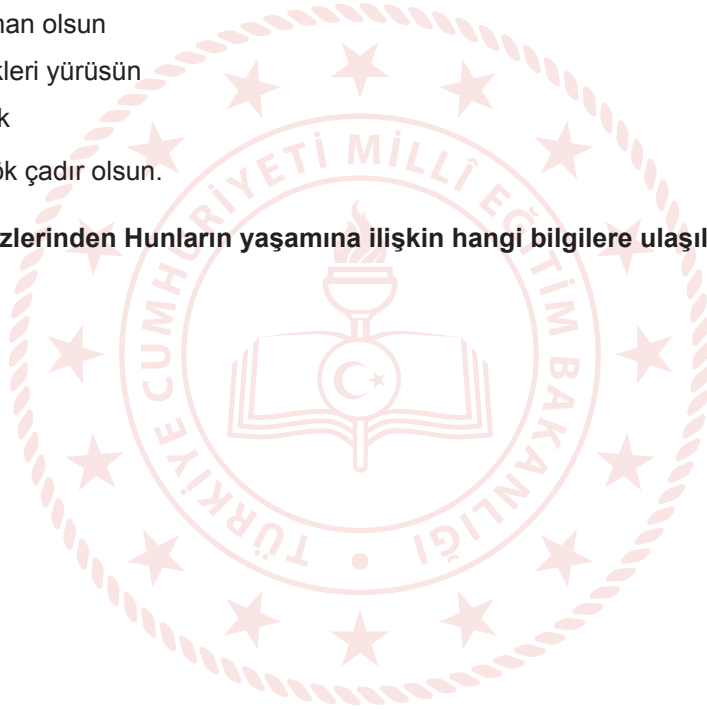 nan olsun
kleri yürüsün
k
ök çadır olsun.
zlerinden Hunların yaşamına ilişkin hangi bilgilere ulaşıl
TÜRKİYE CUMHURİYETİ MİLLÎ EĞİTİM BAKANLIĞI